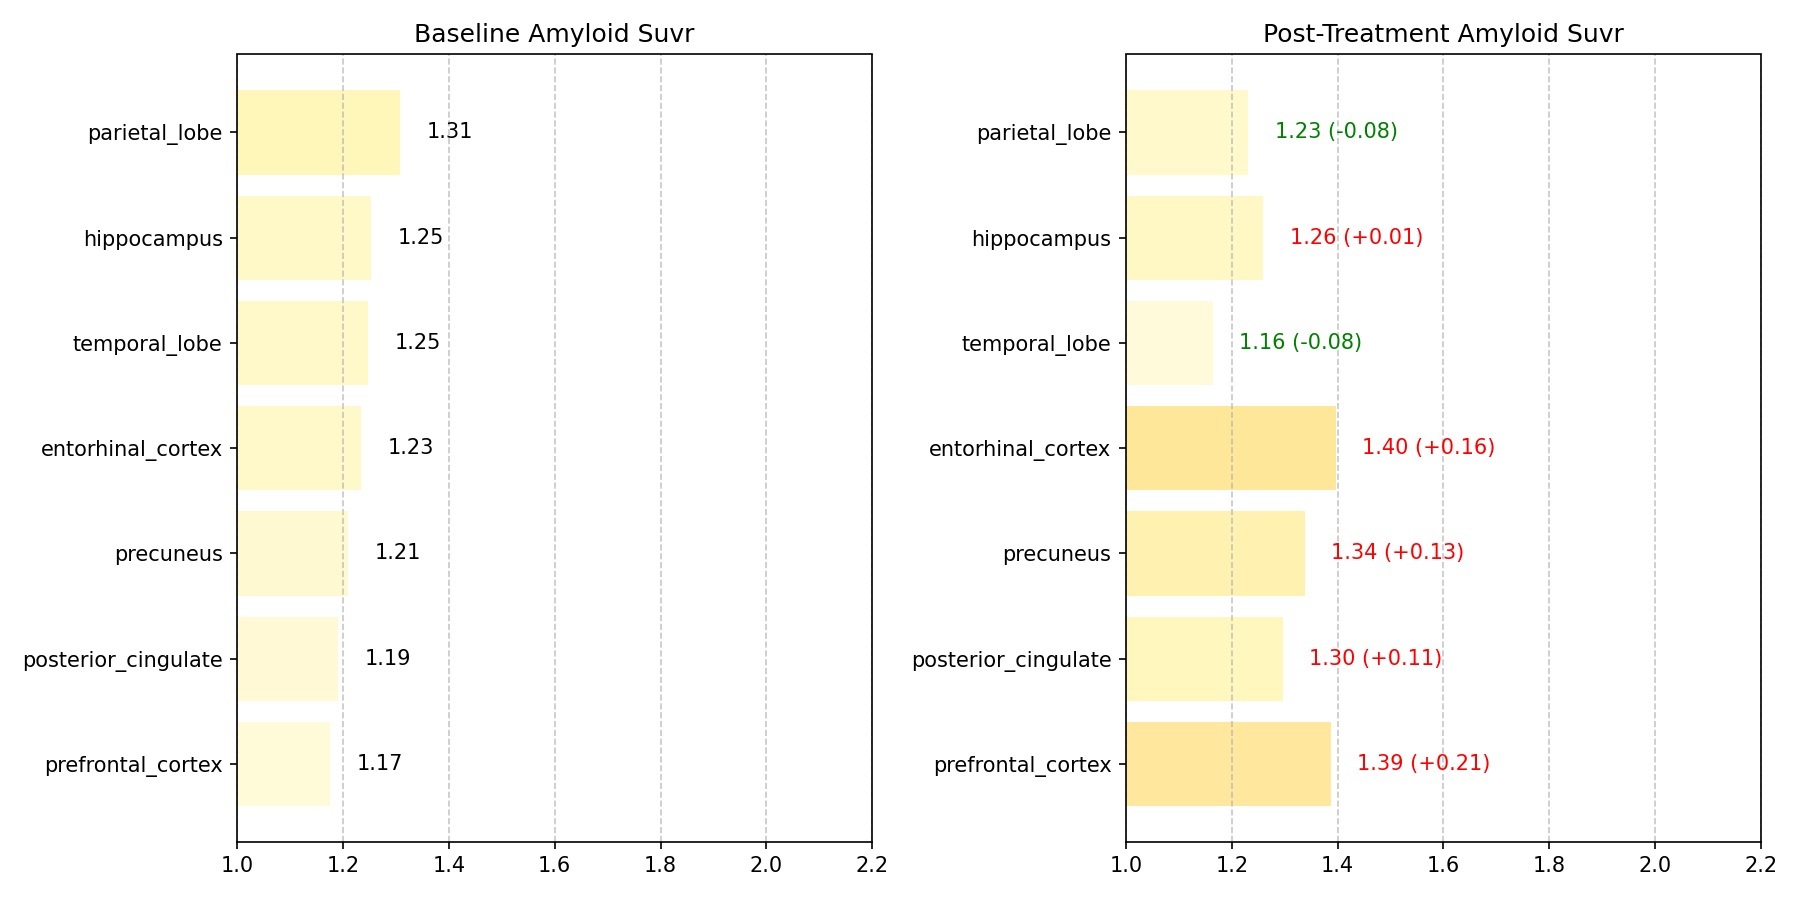 Baseline Amyloid Suvr
parietal_lobe
1.31
hippocampus
1.25
temporal_lobe
1.25
entorhinal_cortex
1.23
precuneus
1.21
posterior_cingulate
1.19
prefrontal_cortex
1.17
1.0 1.2 1.4 1.6 1.8 2.0 2.2
Post-Treatment Amyloid Suvr
parietal_lobe
1.23 (-0.08)
hippocampus
1.26 (+0.01)
temporal_lobe
1.16 (-0.08)
entorhinal_cortex
1.40 (+0.16)
precuneus
1.34 (+0.13)
posterior_cingulate
1.30 (+0.11)
prefrontal_cortex
1.39 (+0.21)
1.0 1.2 1.4 1.6 1.8 2.0 2.2